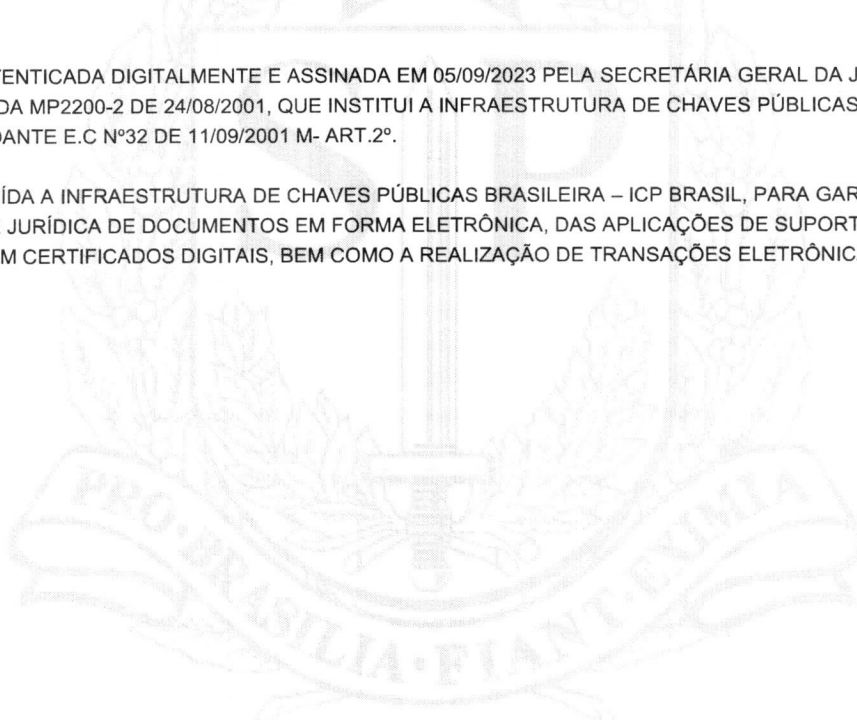 TENTICADA DIGITALMENTE E ASSINADA EM 05/09/2023 PELA SECRETÁRIA GERAL DA J
DA MP2200-2 DE 24/08/2001, QUE INSTITUI A INFRAESTRUTURA DE CHAVES PÚBLICAS
DANTE E.C Nº32 DE 11/09/2001 M- ART.2º.
ÍDA A INFRAESTRUTURA DE CHAVES PÚBLICAS BRASILEIRA – ICP BRASIL, PARA GAR
E JURÍDICA DE DOCUMENTOS EM FORMA ELETRÔNICA, DAS APLICAÇÕES DE SUPORT
M CERTIFICADOS DIGITAIS, BEM COMO A REALIZAÇÃO DE TRANSAÇÕES ELETRÔNICA
SP
PRO·BRASILIA·FIANT·EXIMIA